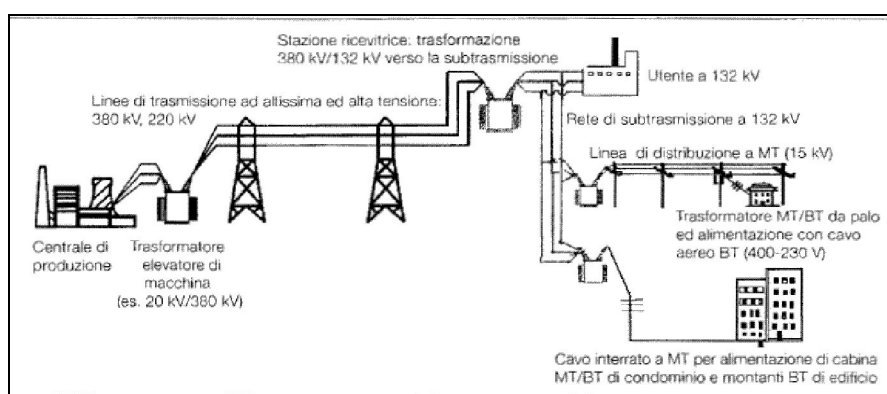 Stazione ricevitrice: trasformazione
380 kV/132 kV verso la subtrasmissione
Utente a 132 kV
Linee di trasmissione ad altissima ed alta tensione:
380 kV, 220 kV
Rete di subtrasmissione a 132 kV
Linea di distribuzione a MT (15 kV)
Trasformatore MT/BT da palo
ed alimentazione con cavo
aereo BT (400-230 V)
Centrale di
produzione
Trasformatore
elevatore di
macchina
(es. 20 kV/380 kV)
Cavo interrato a MT per alimentazione di cabina
MT/BT di condominio e montanti BT di edificio